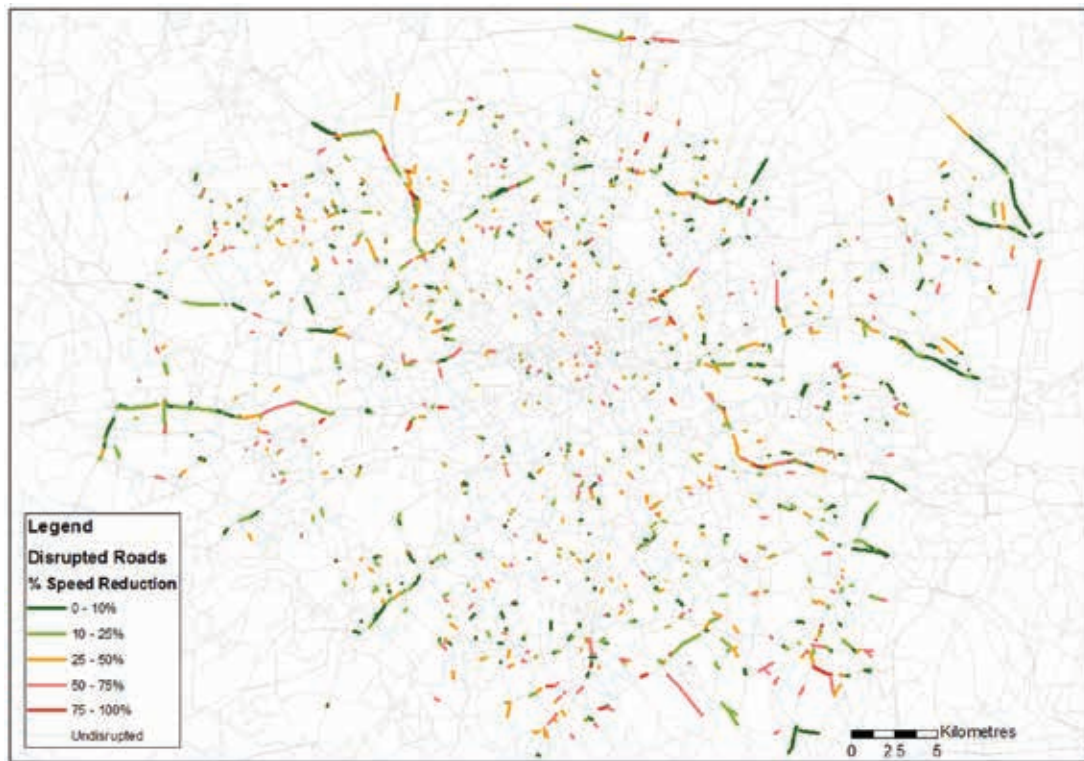 Legend
Disrupted Roads
% Speed Reduction
0 - 10%
10 - 25%
25 - 50%
50 - 75%
75 - 100%
Undisrupted
Kilometres
0 2.5 5